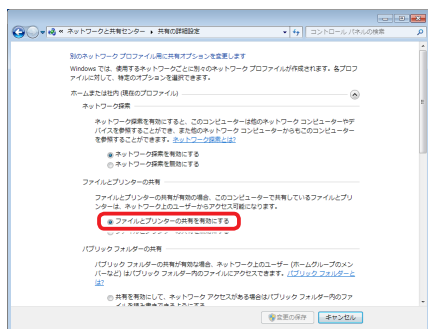 « ネットワークと共有センター ▸ 共有の詳細設定
コントロール パネルの検索
別のネットワーク プロファイル用に共有オプションを変更します
Windows では、使用するネットワークごとに別々のネットワーク プロファイルが作成されます。各プロフ
ァイルに対して、特定のオプションを選択できます。
ホームまたは社内 (現在のプロファイル)
ネットワーク探索
ネットワーク探索を有効にすると、このコンピューターは他のネットワーク コンピューターやデ
バイスを参照することができ、また他のネットワーク コンピューターからもこのコンピューター
を参照することができます。ネットワーク探索とは?
ネットワーク探索を有効にする
ネットワーク探索を無効にする
ファイルとプリンターの共有
ファイルとプリンターの共有が有効の場合、このコンピューターで共有しているファイルとプリ
ンターは、ネットワーク上のユーザーからアクセス可能になります。
ファイルとプリンターの共有を有効にする
パブリック フォルダーの共有
パブリック フォルダーの共有が有効な場合、ネットワーク上のユーザー (ホームグループのメン
バーなど) はパブリック フォルダー内のファイルにアクセスできます。パブリック フォルダーと
は?
共有を有効にして、ネットワーク アクセスがある場合はパブリック フォルダー内のファ
変更の保存
キャンセル